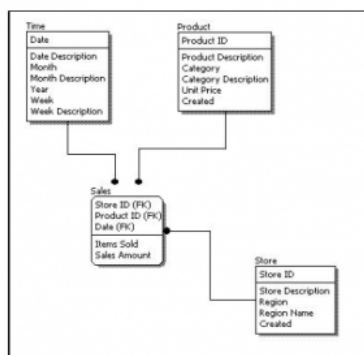 Time
Date
Date Description
Month
Month Description
Year
Week
Week Description
Product
Product ID
Product Description
Category
Category Description
Unit Price
Created
Sales
Store ID (FK)
Product ID (FK)
Date (FK)
Items Sold
Sales Amount
Store
Store ID
Store Description
Region
Region Name
Created